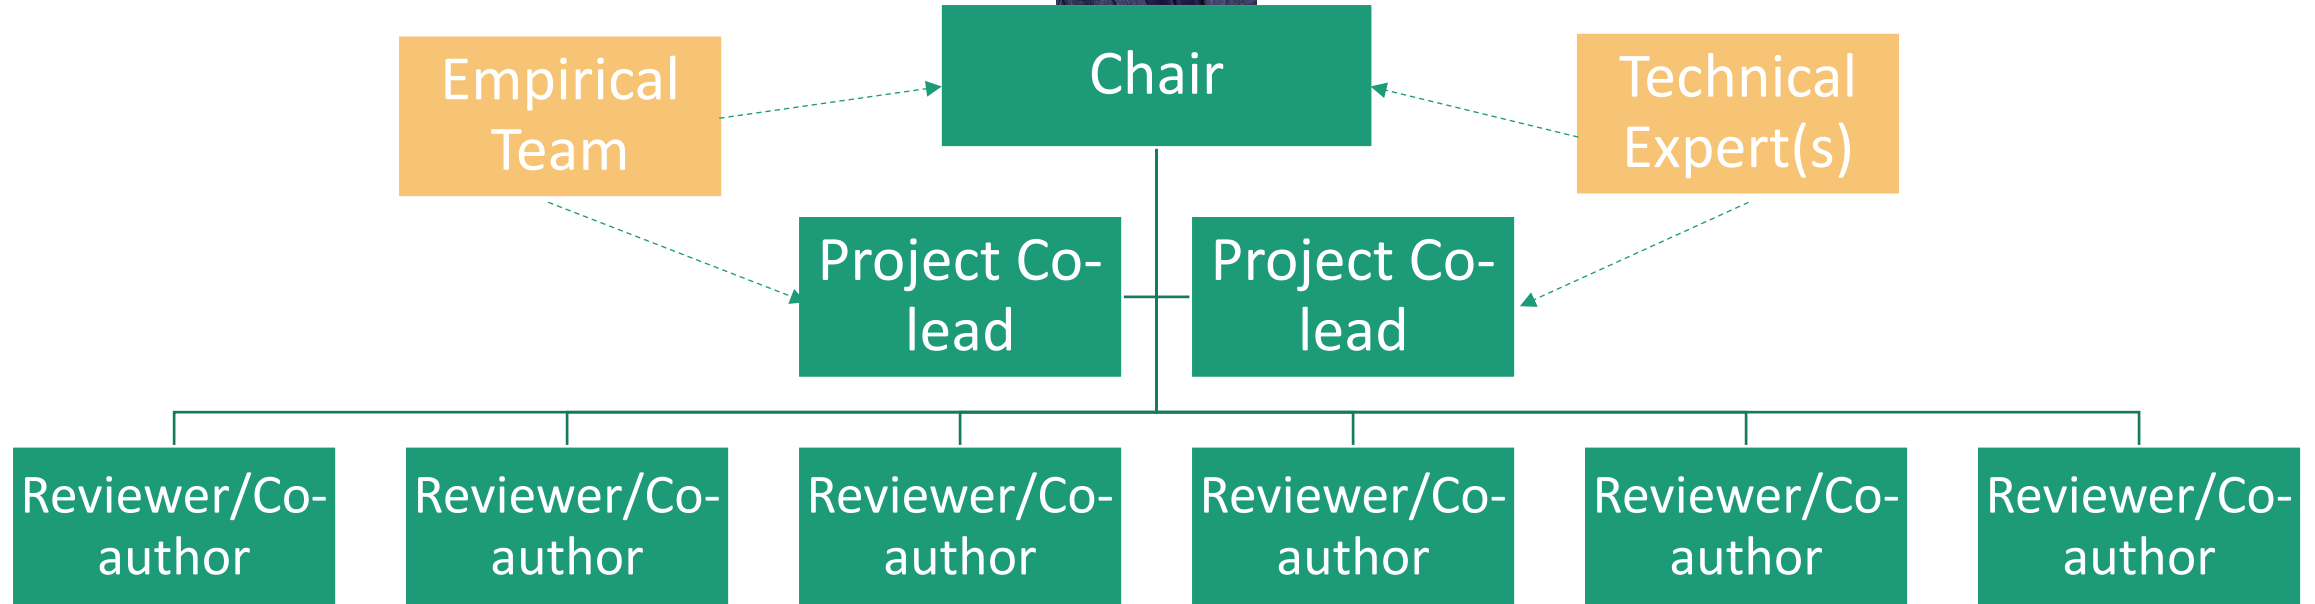 Empirical
Team
Chair
Technical
Expert(s)
Project Co-
lead
Project Co-
lead
Reviewer/Co-
author
Reviewer/Co-
author
Reviewer/Co-
author
Reviewer/Co-
author
Reviewer/Co-
author
Reviewer/Co-
author